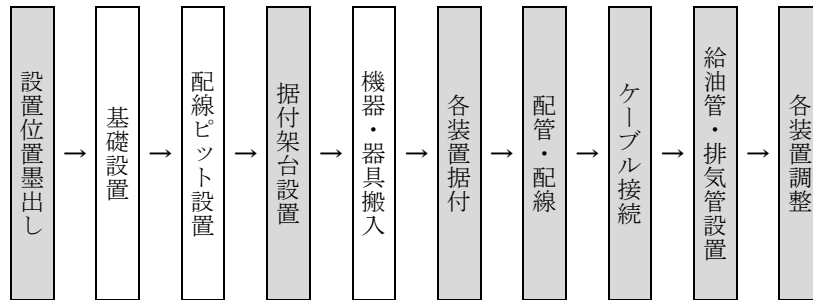 設置位置墨出し
→
基礎設置
→
配線ピット設置
→
据付架台設置
→
機器・器具搬入
→
各装置据付
→
配管・配線
→
ケーブル接続
→
給油管・排気管設置
→
各装置調整